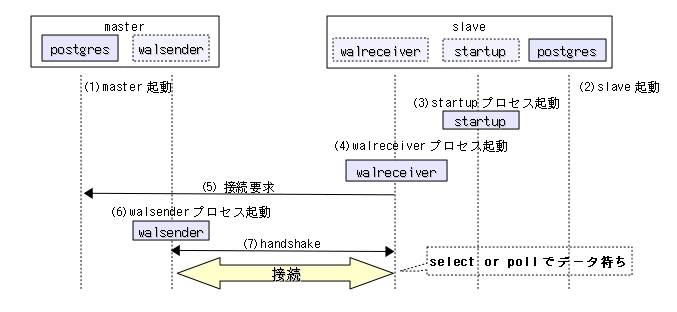 master
slave
postgres
walsender
walreceiver
startup
postgres
(1)master 起動
(2)slave 起動
(3)startup プロセス起動
startup
(4)walreceiver プロセス起動
walreceiver
(5) 接続要求
(6)walsender プロセス起動
walsender
(7)handshake
select or poll でデータ待ち
接続